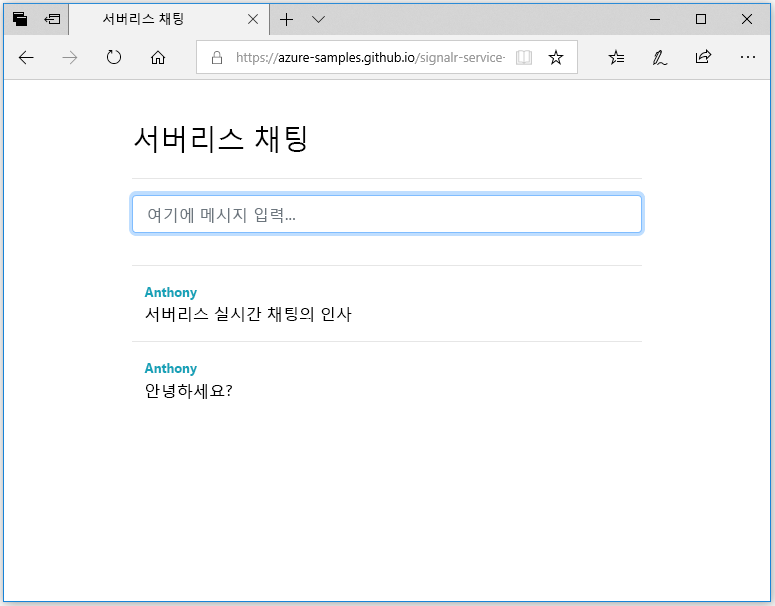 서버리스 채팅
https://azure-samples.github.io/signalr-service-
서버리스 채팅
여기에 메시지 입력...
Anthony
서버리스 실시간 채팅의 인사
Anthony
안녕하세요?